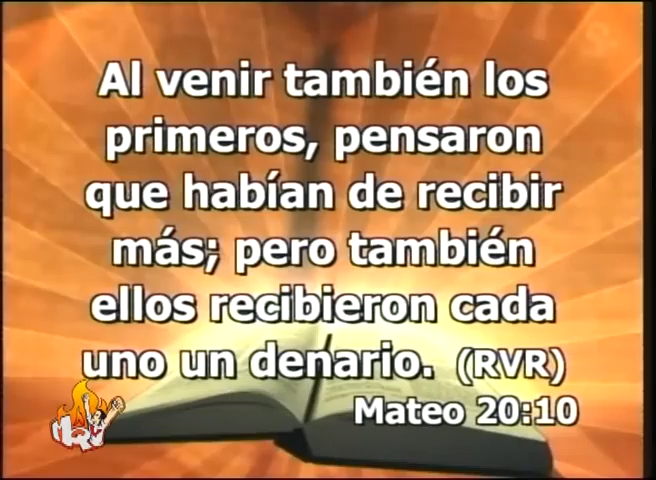 Al venir también los
primeros, pensaron
que habían de recibir
más; pero también
ellos recibieron cada
uno un denario. (RVR)
Mateo 20:10